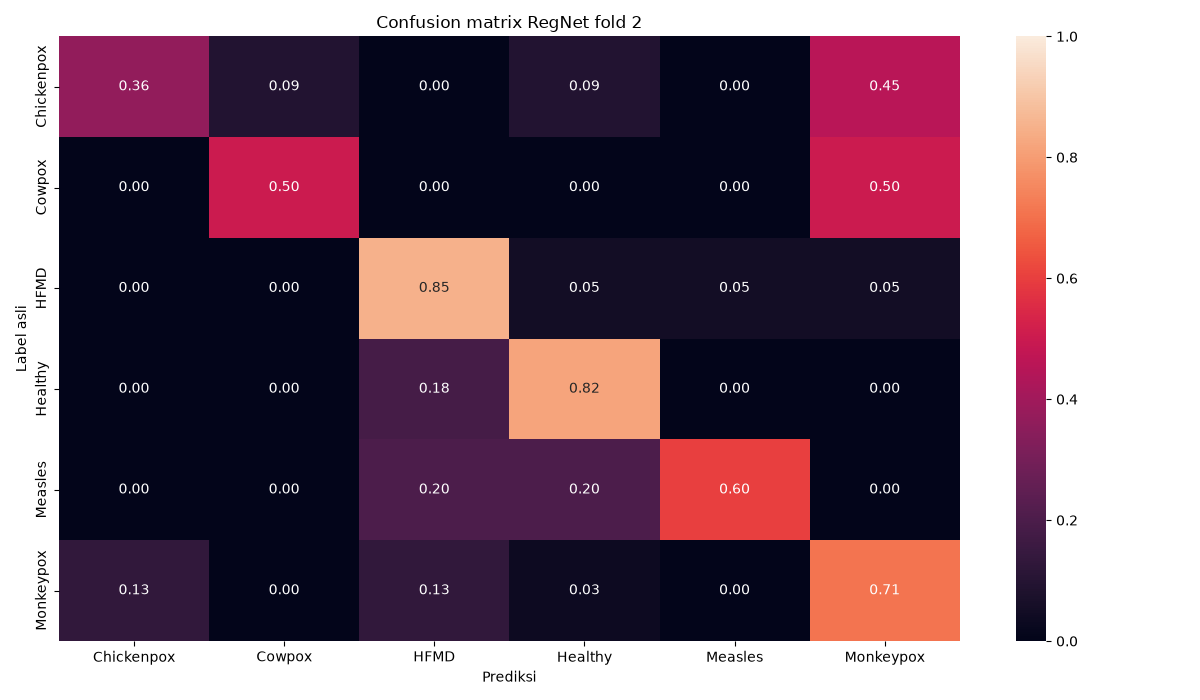 Confusion matrix RegNet fold 2
Label asli
Chickenpox 0.36 0.09 0.00 0.09 0.00 0.45
Cowpox 0.00 0.50 0.00 0.00 0.00 0.50
HFMD 0.00 0.00 0.85 0.05 0.05 0.05
Healthy 0.00 0.00 0.18 0.82 0.00 0.00
Measles 0.00 0.00 0.20 0.20 0.60 0.00
Monkeypox 0.13 0.00 0.13 0.03 0.00 0.71
Chickenpox Cowpox HFMD Healthy Measles Monkeypox
Prediksi
1.0
0.8
0.6
0.4
0.2
0.0